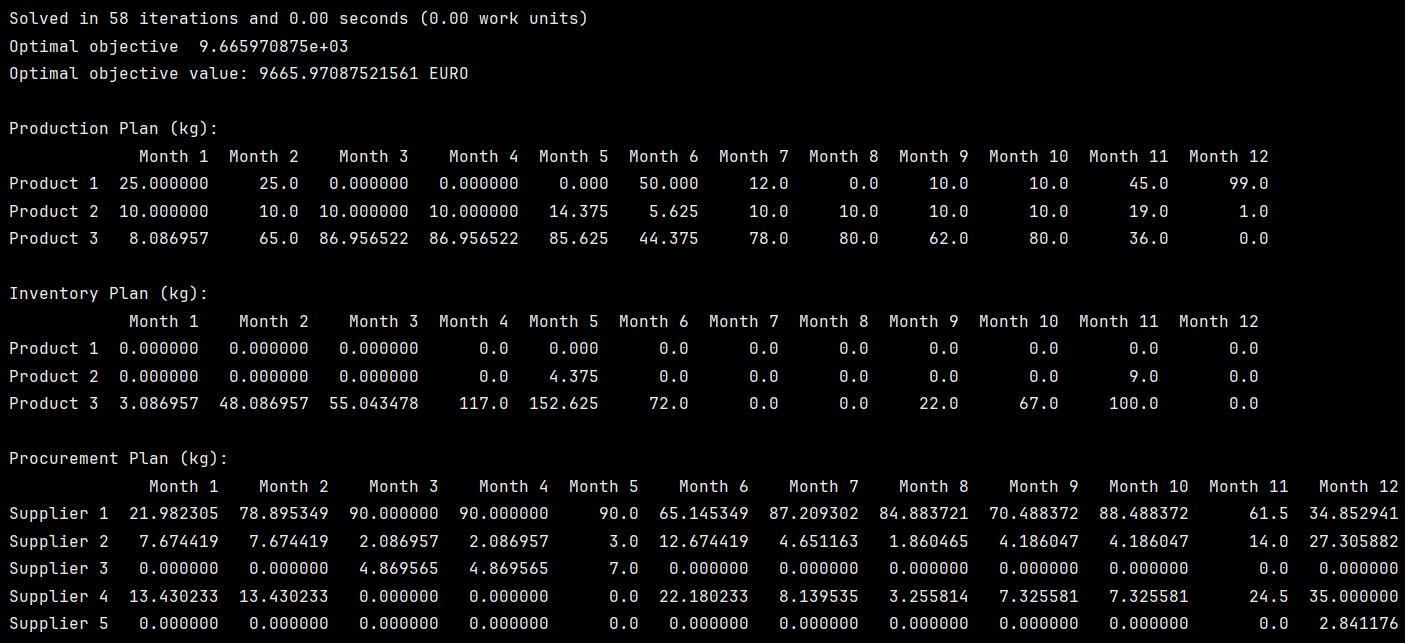 Solved in 58 iterations and 0.00 seconds (0.00 work units)
Optimal objective  9.665970875e+03
Optimal objective value: 9665.97087521561 EURO
Production Plan (kg):
Month 1 Month 2 Month 3 Month 4 Month 5 Month 6 Month 7 Month 8 Month 9 Month 10 Month 11 Month 12
Product 1 25.000000 25.0 0.000000 0.000000 0.000 50.000 12.0 0.0 10.0 10.0 45.0 99.0
Product 2 10.000000 10.0 10.000000 10.000000 14.375 5.625 10.0 10.0 10.0 10.0 19.0 1.0
Product 3 8.086957 65.0 86.956522 86.956522 85.625 44.375 78.0 80.0 62.0 80.0 36.0 0.0
Inventory Plan (kg):
Month 1 Month 2 Month 3 Month 4 Month 5 Month 6 Month 7 Month 8 Month 9 Month 10 Month 11 Month 12
Product 1 0.000000 0.000000 0.000000 0.0 0.000 0.0 0.0 0.0 0.0 0.0 0.0 0.0
Product 2 0.000000 0.000000 0.000000 0.0 4.375 0.0 0.0 0.0 0.0 0.0 9.0 0.0
Product 3 3.086957 48.086957 55.043478 117.0 152.625 72.0 0.0 0.0 22.0 67.0 100.0 0.0
Procurement Plan (kg):
Month 1 Month 2 Month 3 Month 4 Month 5 Month 6 Month 7 Month 8 Month 9 Month 10 Month 11 Month 12
Supplier 1 21.982305 78.895349 90.000000 90.000000 90.0 65.145349 87.209302 84.883721 70.488372 88.488372 61.5 34.852941
Supplier 2 7.674419 7.674419 2.086957 2.086957 3.0 12.674419 4.651163 1.860465 4.186047 4.186047 14.0 27.305882
Supplier 3 0.000000 0.000000 4.869565 4.869565 7.0 0.000000 0.000000 0.000000 0.000000 0.000000 0.0 0.000000
Supplier 4 13.430233 13.430233 0.000000 0.000000 0.0 22.180233 8.139535 3.255814 7.325581 7.325581 24.5 35.000000
Supplier 5 0.000000 0.000000 0.000000 0.000000 0.0 0.000000 0.000000 0.000000 0.000000 0.000000 0.0 2.841176